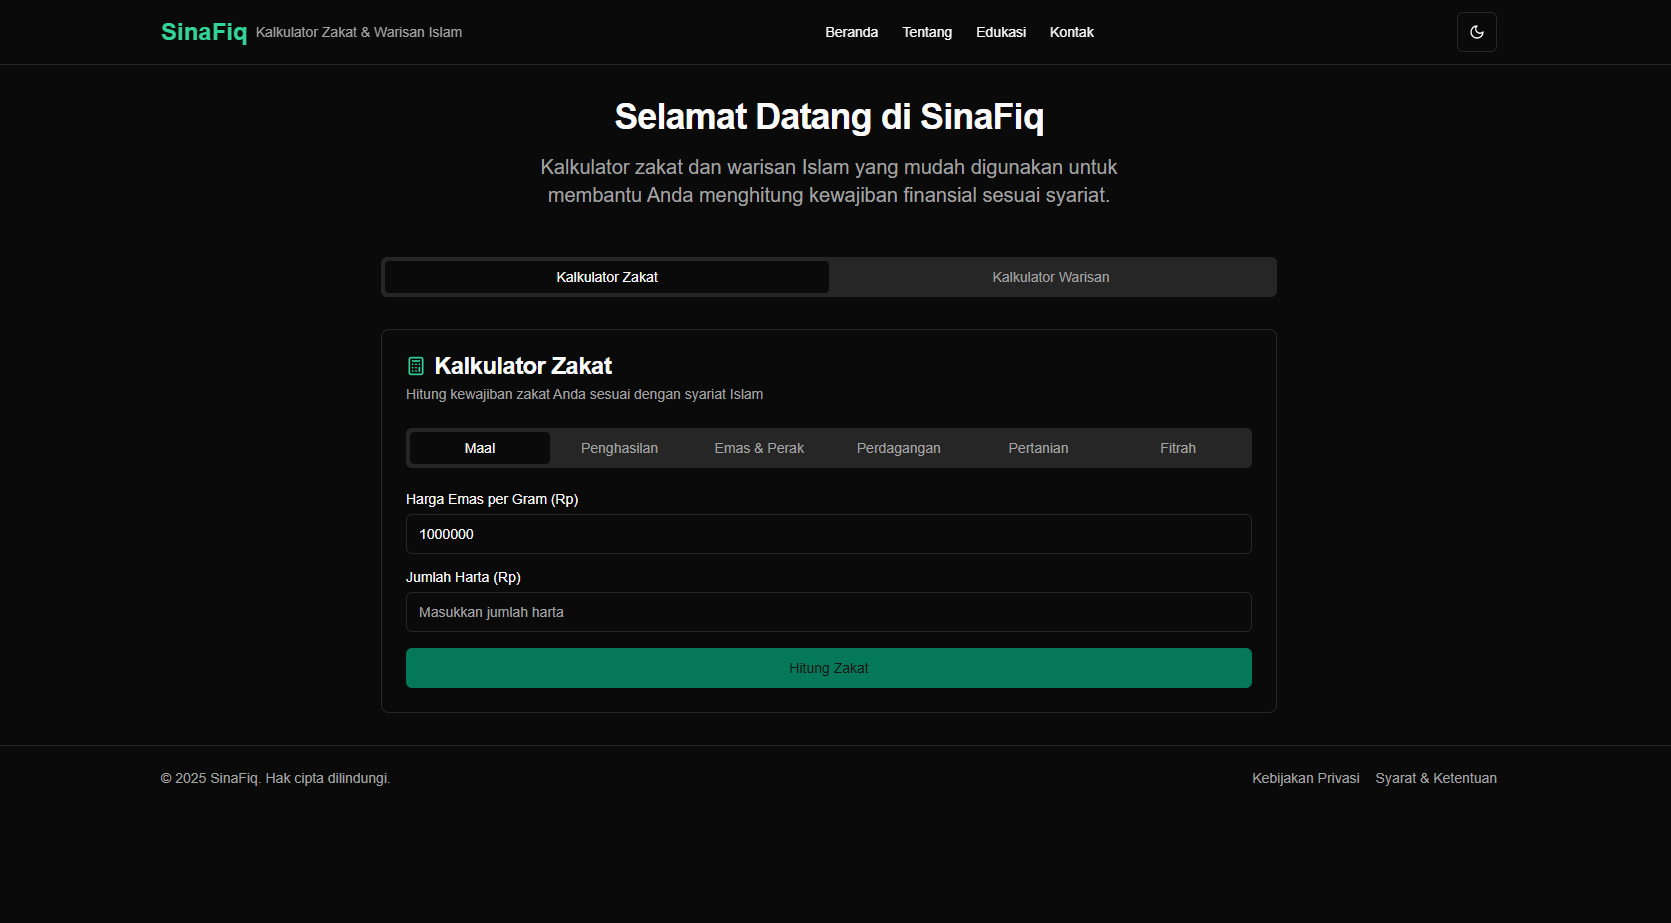 SinaFiq Kalkulator Zakat & Warisan Islam
Beranda Tentang Edukasi Kontak
Selamat Datang di SinaFiq
Kalkulator zakat dan warisan Islam yang mudah digunakan untuk
membantu Anda menghitung kewajiban finansial sesuai syariat.
Kalkulator Zakat Kalkulator Warisan
Kalkulator Zakat
Hitung kewajiban zakat Anda sesuai dengan syariat Islam
Maal Penghasilan Emas & Perak Perdagangan Pertanian Fitrah
Harga Emas per Gram (Rp)
1000000
Jumlah Harta (Rp)
Masukkan jumlah harta
Hitung Zakat
© 2025 SinaFiq. Hak cipta dilindungi.
Kebijakan Privasi Syarat & Ketentuan